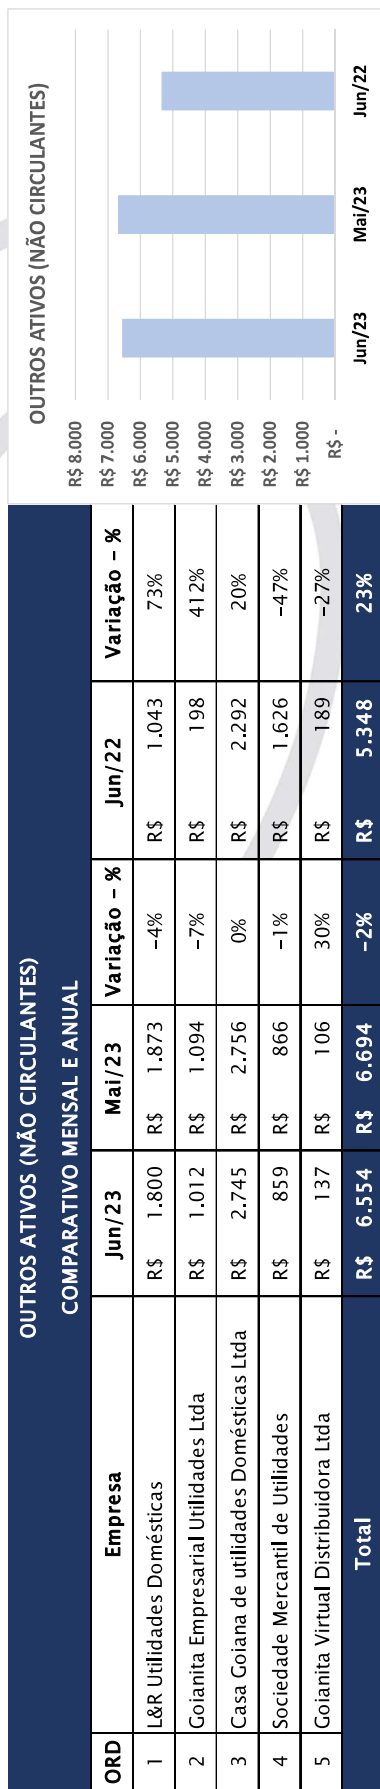 OUTROS ATIVOS (NÃO CIRCULANTES)
COMPARATIVO MENSAL E ANUAL
ORD Empresa Jun/23 Mai/23 Variação – % Jun/22 Variação – %
1 L&R Utilidades Domésticas R$ 1.800 R$ 1.873 –4% R$ 1.043 73%
2 Goianita Empresarial Utilidades Ltda R$ 1.012 R$ 1.094 –7% R$ 198 412%
3 Casa Goiana de utilidades Domésticas Ltda R$ 2.745 R$ 2.756 0% R$ 2.292 20%
4 Sociedade Mercantil de Utilidades R$ 859 R$ 866 –1% R$ 1.626 –47%
5 Goianita Virtual Distribuidora Ltda R$ 137 R$ 106 30% R$ 189 –27%
Total R$ 6.554 R$ 6.694 –2% R$ 5.348 23%
OUTROS ATIVOS (NÃO CIRCULANTES)
R$ 8.000
R$ 7.000
R$ 6.000
R$ 5.000
R$ 4.000
R$ 3.000
R$ 2.000
R$ 1.000
R$ -
Jun/23 Mai/23 Jun/22